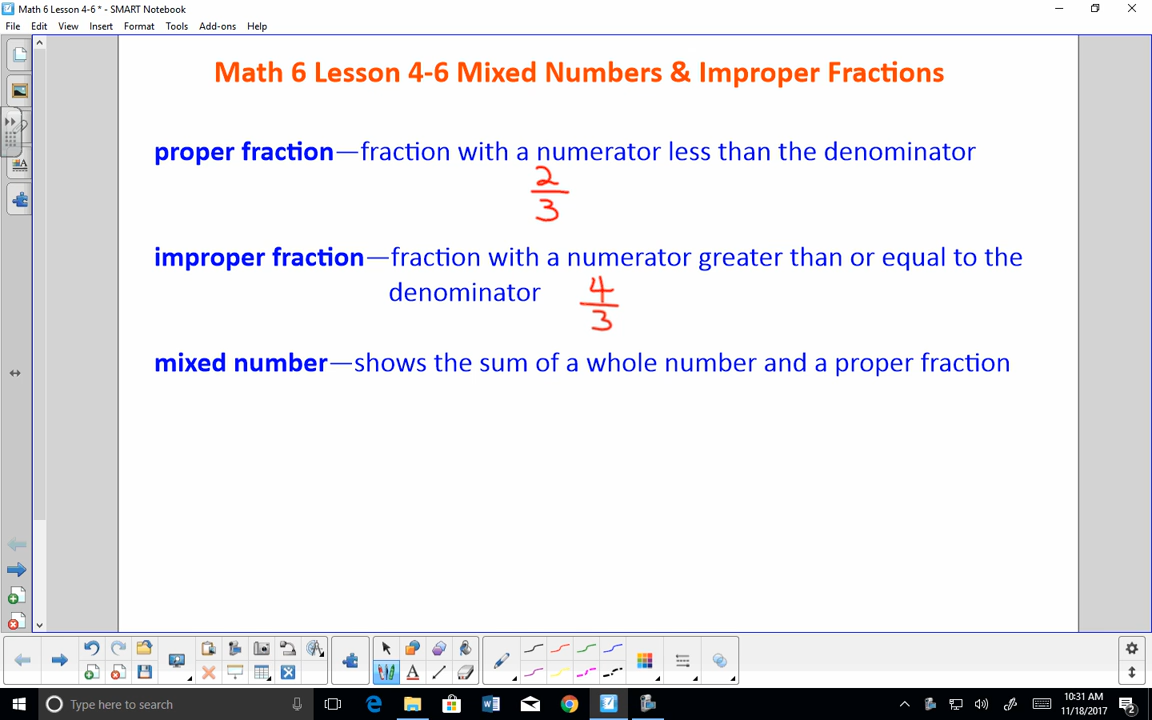 Math 6 Lesson 4-6 * - SMART Notebook
File Edit View Insert Format Tools Add-ons Help
Math 6 Lesson 4-6 Mixed Numbers & Improper Fractions
proper fraction—fraction with a numerator less than the denominator
2
3
improper fraction—fraction with a numerator greater than or equal to the
denominator
4
3
mixed number—shows the sum of a whole number and a proper fraction
Type here to search
10:31 AM
11/18/2017
2